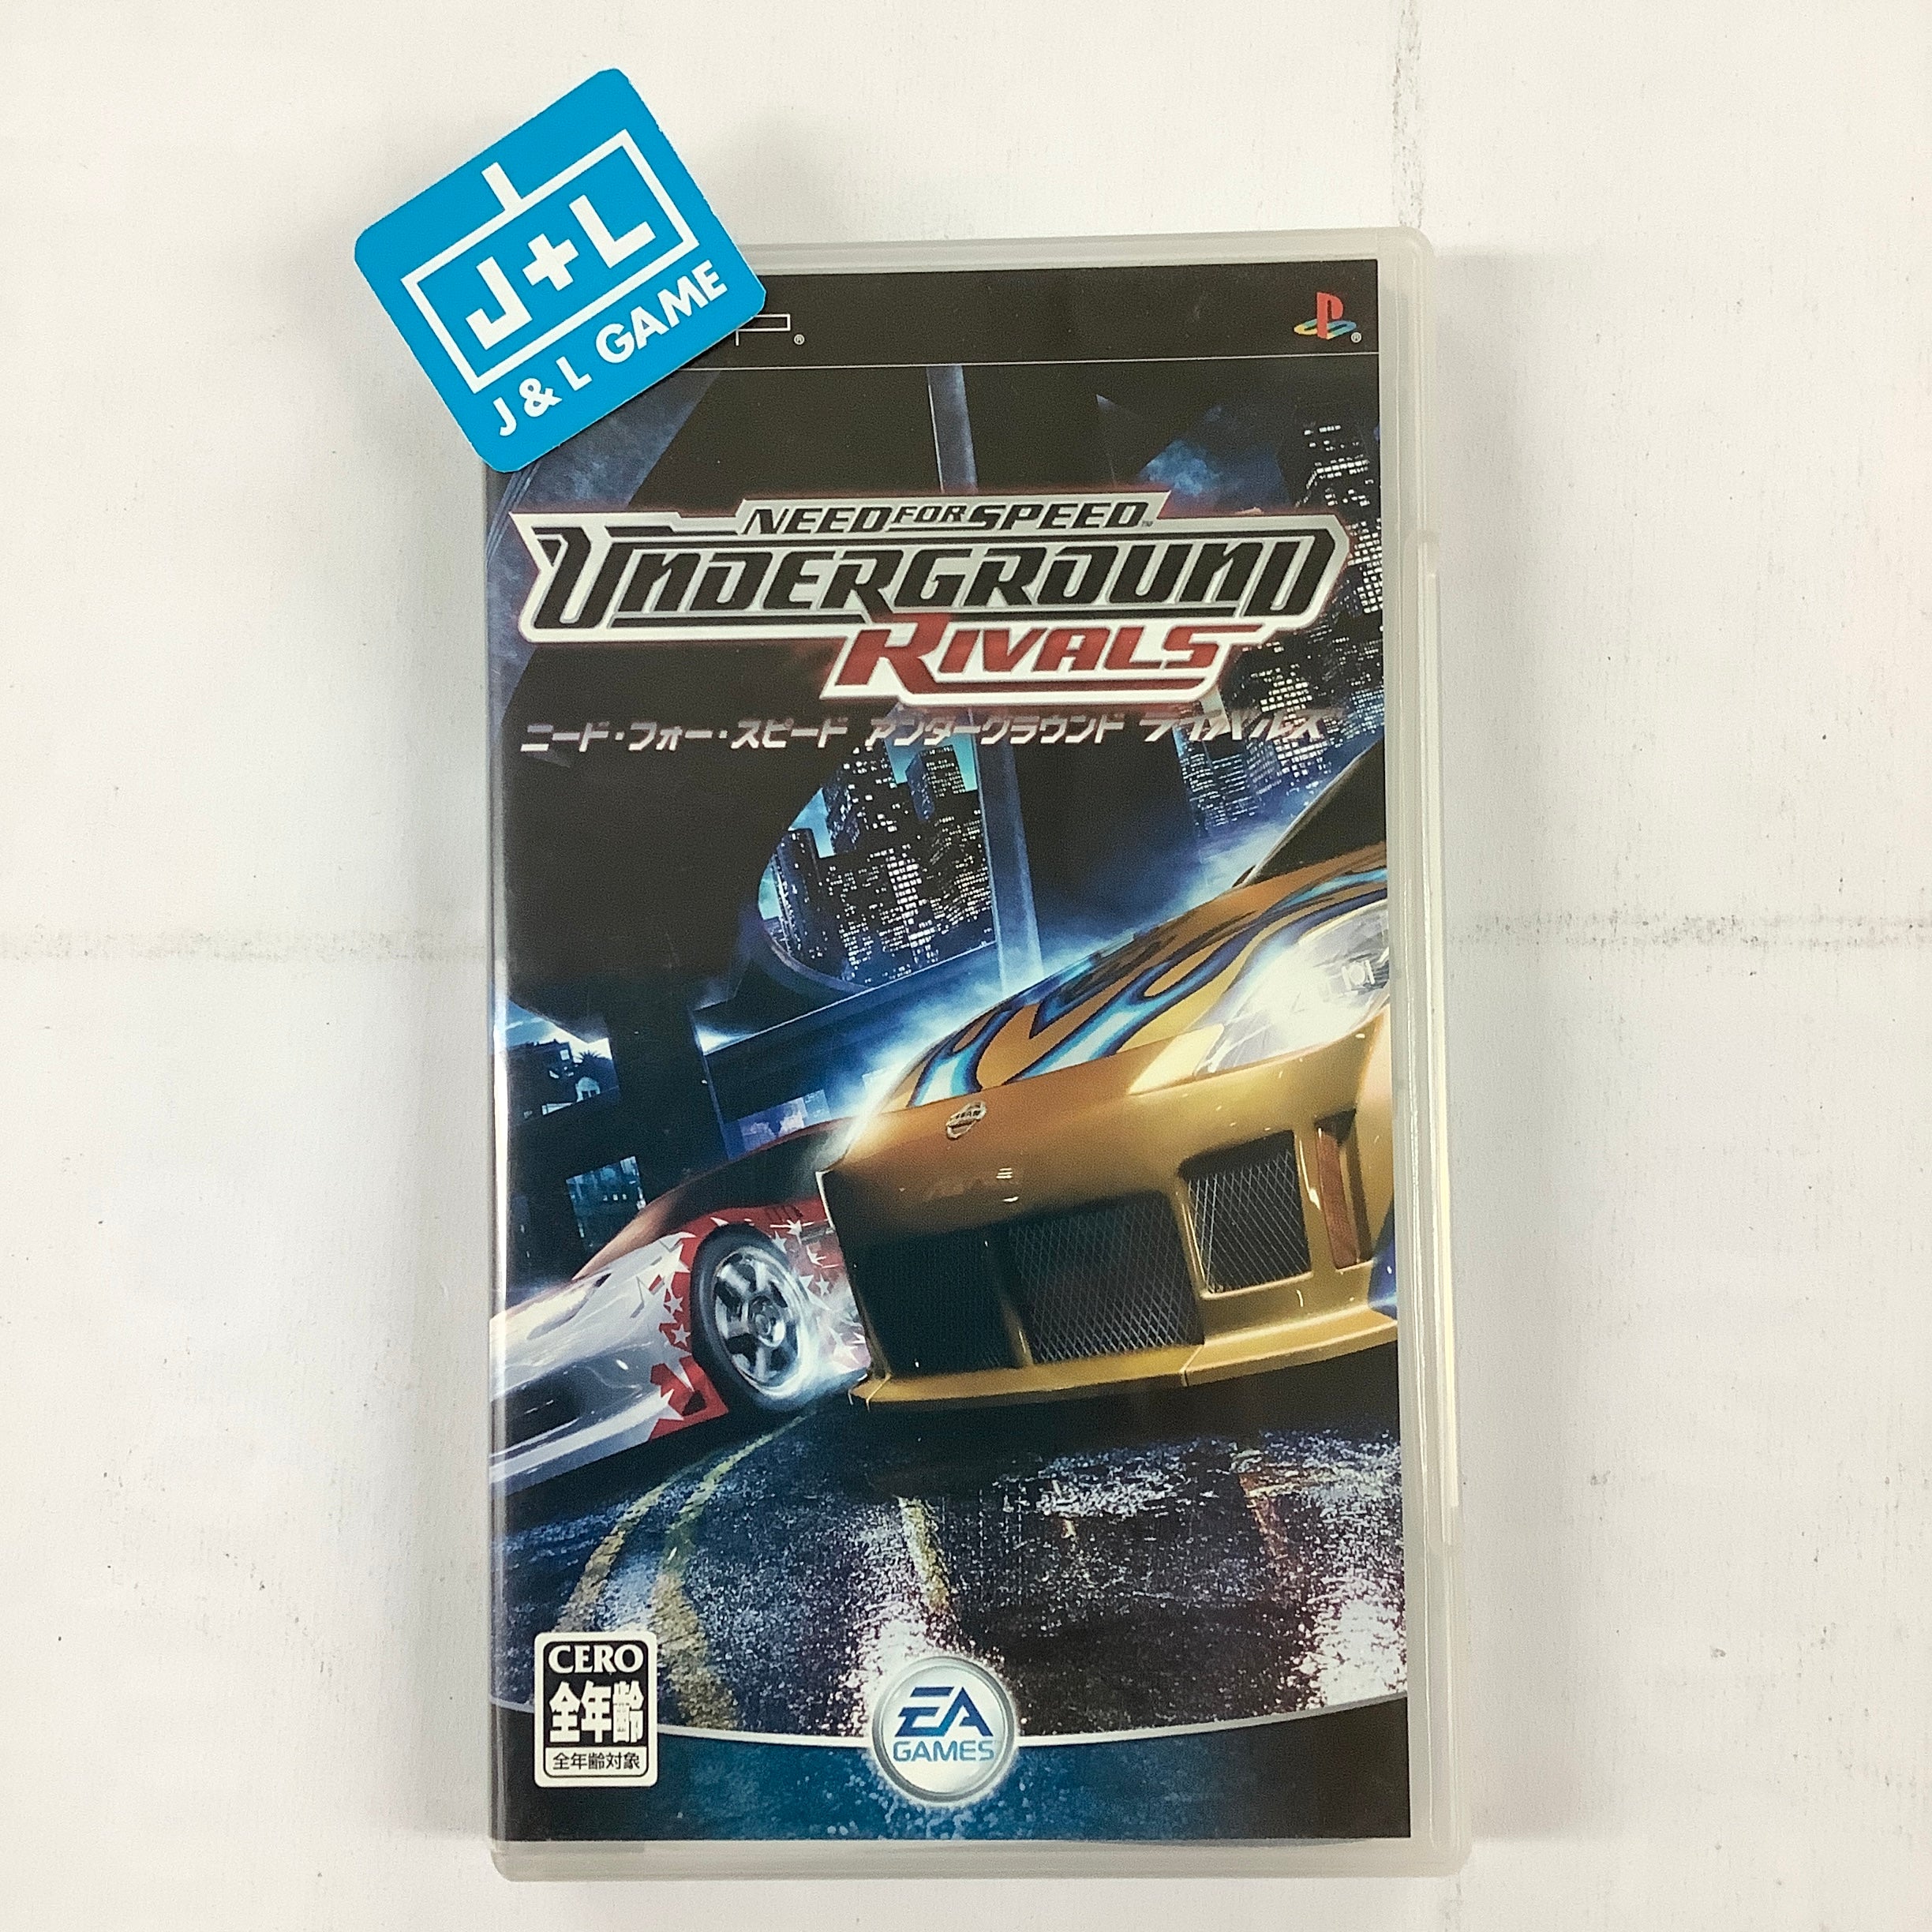 J+L
J & L GAME
NEED FOR SPEED™
UNDERGROUND
RIVALS
ニード・フォー・スピード アンダーグラウンド ライバルズ
NISSAN
CERO
全年齢
全年齢対象
EA
GAMES